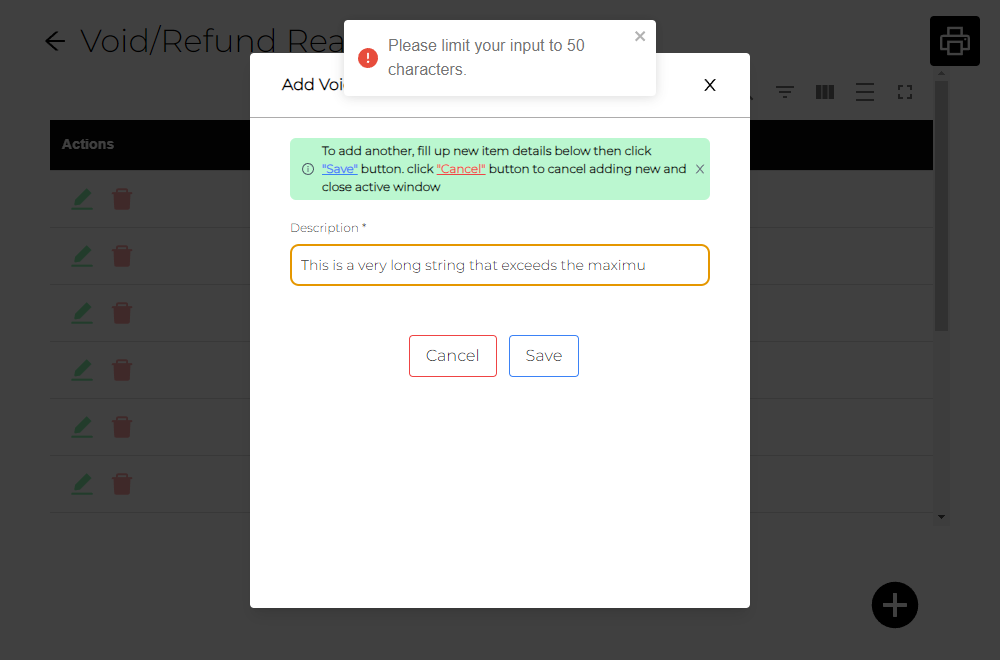 Void/Refund Rea
Please limit your input to 50
characters.
Add Voi
X
Actions
To add another, fill up new item details below then click
"Save" button. click "Cancel" button to cancel adding new and
close active window
Description *
This is a very long string that exceeds the maximu
Cancel
Save